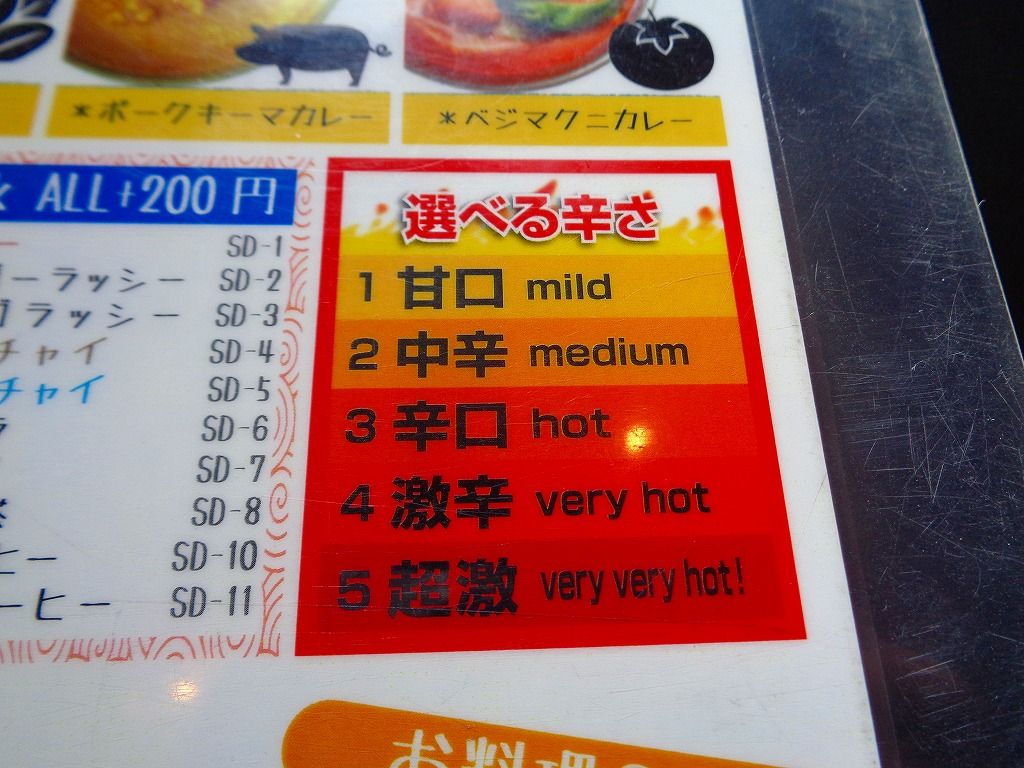 *ポークキーマカレー
*ベジマクニカレー
ALL+200円
SD-1
ーラッシー SD-2
ラッシー SD-3
チャイ SD-4
チャイ SD-5
SD-6
SD-7
SD-8
ヒー SD-10
ーヒー SD-11
選べる辛さ
1 甘口 mild
2 中辛 medium
3 辛口 hot
4 激辛 very hot
5 超激 very very hot!
お料理